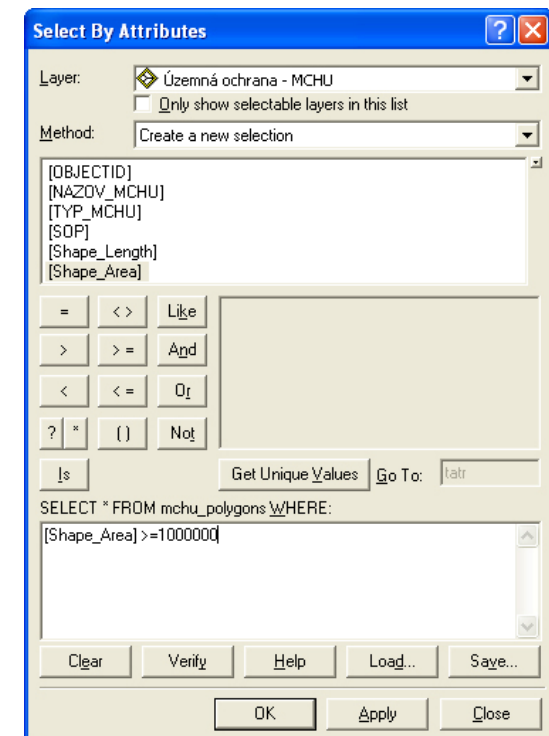 Select By Attributes
Layer: Územná ochrana - MCHU
Only show selectable layers in this list
Method: Create a new selection
[OBJECTID]
[NAZOV_MCHU]
[TYP_MCHU]
[SOP]
[Shape_Length]
[Shape_Area]
= < > Like
> > = And
< < = Or
? * () Not
Is Get Unique Values Go To: tatr
SELECT * FROM mchu_polygons WHERE:
[Shape_Area] >=1000000
Clear Verify Help Load... Save...
OK Apply Close